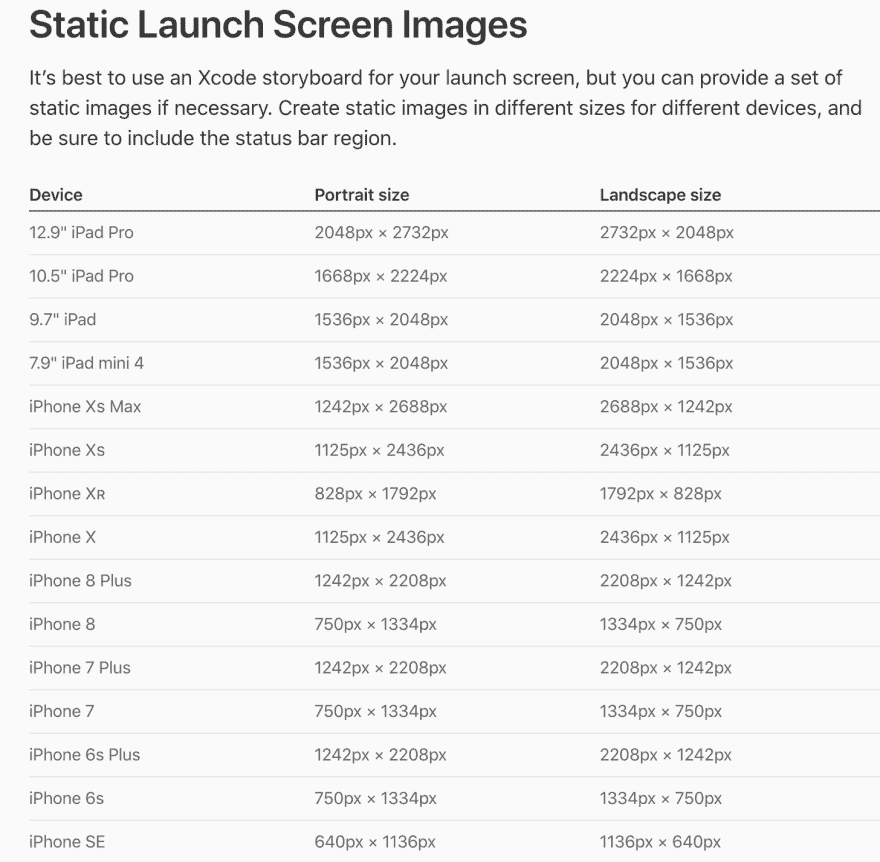 Static Launch Screen Images
It’s best to use an Xcode storyboard for your launch screen, but you can provide a set of
static images if necessary. Create static images in different sizes for different devices, and
be sure to include the status bar region.
Device Portrait size Landscape size
12.9" iPad Pro 2048px × 2732px 2732px × 2048px
10.5" iPad Pro 1668px × 2224px 2224px × 1668px
9.7" iPad 1536px × 2048px 2048px × 1536px
7.9" iPad mini 4 1536px × 2048px 2048px × 1536px
iPhone Xs Max 1242px × 2688px 2688px × 1242px
iPhone Xs 1125px × 2436px 2436px × 1125px
iPhone Xʀ 828px × 1792px 1792px × 828px
iPhone X 1125px × 2436px 2436px × 1125px
iPhone 8 Plus 1242px × 2208px 2208px × 1242px
iPhone 8 750px × 1334px 1334px × 750px
iPhone 7 Plus 1242px × 2208px 2208px × 1242px
iPhone 7 750px × 1334px 1334px × 750px
iPhone 6s Plus 1242px × 2208px 2208px × 1242px
iPhone 6s 750px × 1334px 1334px × 750px
iPhone SE 640px × 1136px 1136px × 640px